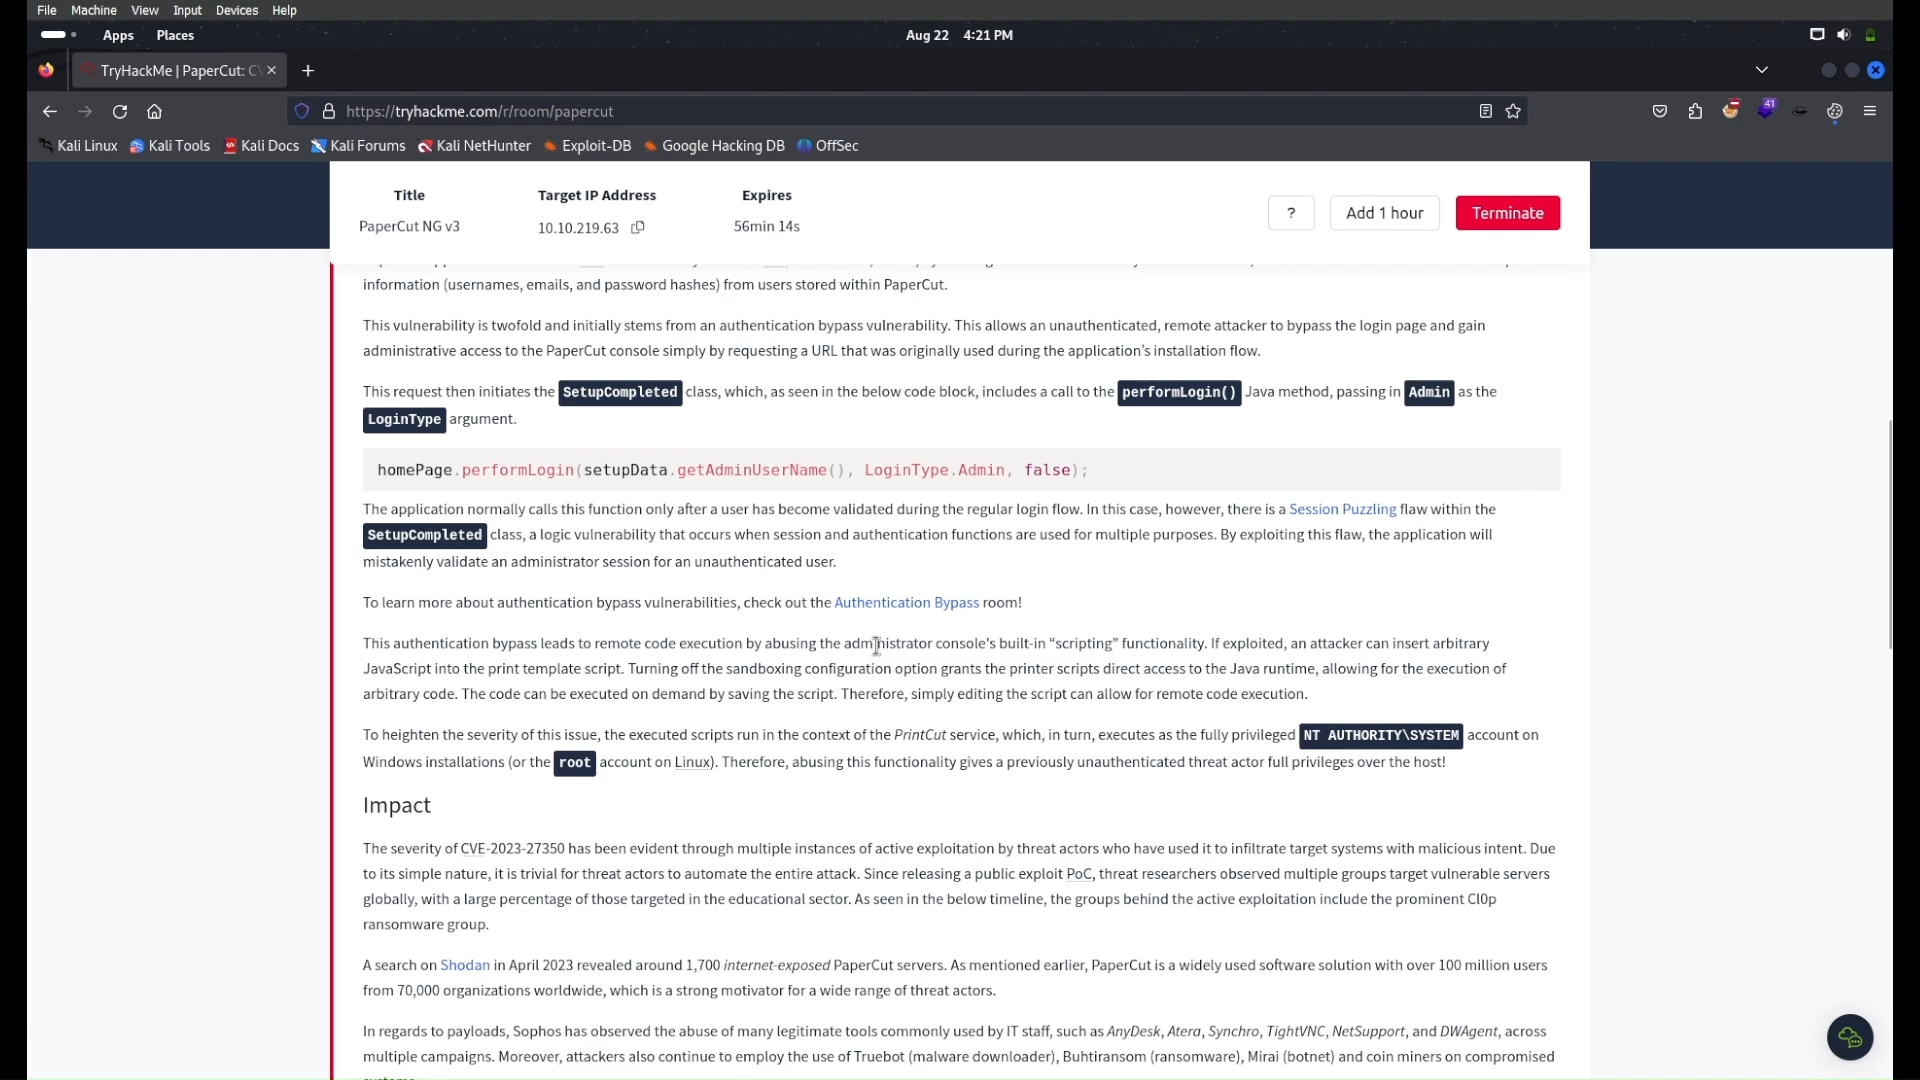 File Machine View Input Devices Help
Apps Places Aug 22 4:21 PM
TryHackMe | PaperCut: C
https://tryhackme.com/r/room/papercut 41
Kali Linux Kali Tools Kali Docs Kali Forums Kali NetHunter Exploit-DB Google Hacking DB OffSec
Title Target IP Address Expires
PaperCut NG v3 10.10.219.63 56min 14s ? Add 1 hour Terminate
information (usernames, emails, and password hashes) from users stored within PaperCut.
This vulnerability is twofold and initially stems from an authentication bypass vulnerability. This allows an unauthenticated, remote attacker to bypass the login page and gain
administrative access to the PaperCut console simply by requesting a URL that was originally used during the application’s installation flow.
This request then initiates the SetupCompleted class, which, as seen in the below code block, includes a call to the performLogin() Java method, passing in Admin as the
LoginType argument.
homePage.performLogin(setupData.getAdminUserName(), LoginType.Admin, false);
The application normally calls this function only after a user has become validated during the regular login flow. In this case, however, there is a Session Puzzling flaw within the
SetupCompleted class, a logic vulnerability that occurs when session and authentication functions are used for multiple purposes. By exploiting this flaw, the application will
mistakenly validate an administrator session for an unauthenticated user.
To learn more about authentication bypass vulnerabilities, check out the Authentication Bypass room!
This authentication bypass leads to remote code execution by abusing the administrator console's built-in “scripting” functionality. If exploited, an attacker can insert arbitrary
JavaScript into the print template script. Turning off the sandboxing configuration option grants the printer scripts direct access to the Java runtime, allowing for the execution of
arbitrary code. The code can be executed on demand by saving the script. Therefore, simply editing the script can allow for remote code execution.
To heighten the severity of this issue, the executed scripts run in the context of the PrintCut service, which, in turn, executes as the fully privileged NT AUTHORITY\SYSTEM account on
Windows installations (or the root account on Linux). Therefore, abusing this functionality gives a previously unauthenticated threat actor full privileges over the host!
Impact
The severity of CVE-2023-27350 has been evident through multiple instances of active exploitation by threat actors who have used it to infiltrate target systems with malicious intent. Due
to its simple nature, it is trivial for threat actors to automate the entire attack. Since releasing a public exploit PoC, threat researchers observed multiple groups target vulnerable servers
globally, with a large percentage of those targeted in the educational sector. As seen in the below timeline, the groups behind the active exploitation include the prominent Cl0p
ransomware group.
A search on Shodan in April 2023 revealed around 1,700 internet-exposed PaperCut servers. As mentioned earlier, PaperCut is a widely used software solution with over 100 million users
from 70,000 organizations worldwide, which is a strong motivator for a wide range of threat actors.
In regards to payloads, Sophos has observed the abuse of many legitimate tools commonly used by IT staff, such as AnyDesk, Atera, Synchro, TightVNC, NetSupport, and DWAgent, across
multiple campaigns. Moreover, attackers also continue to employ the use of Truebot (malware downloader), Buhtiransom (ransomware), Mirai (botnet) and coin miners on compromised